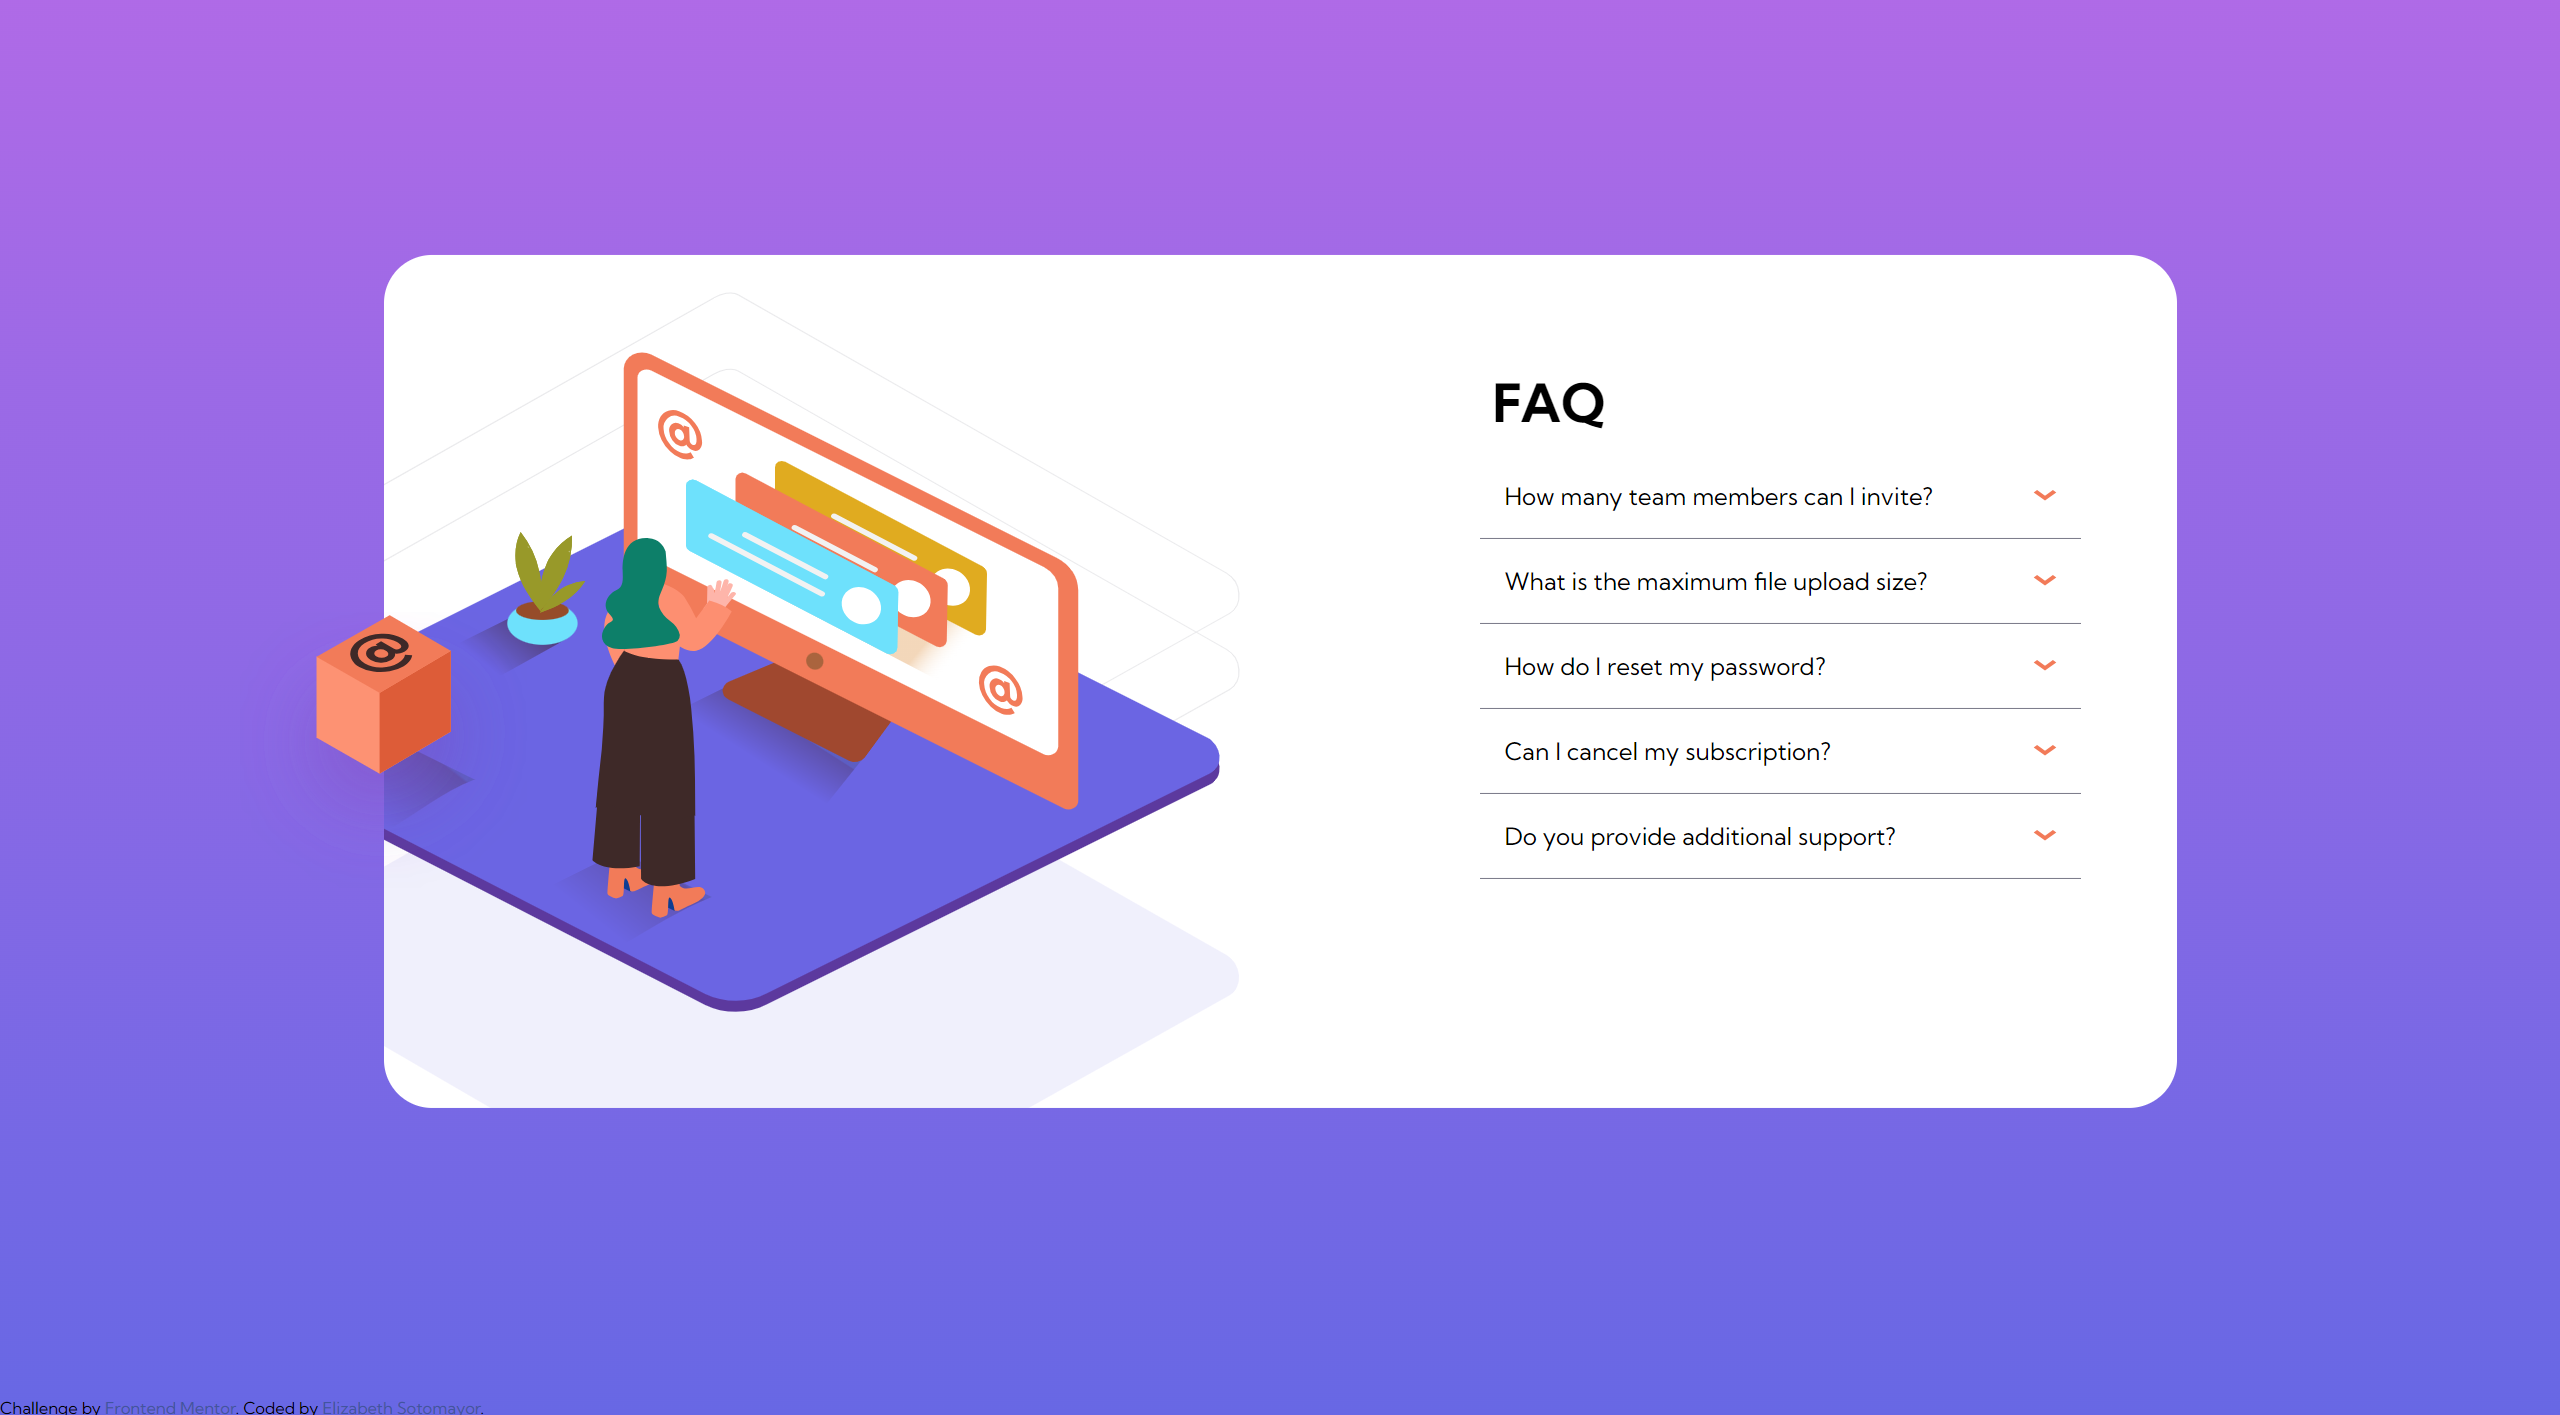 FAQ
How many team members can I invite?
What is the maximum file upload size?
How do I reset my password?
Can I cancel my subscription?
Do you provide additional support?
@
@
@
Challenge by Frontend Mentor. Coded by Elizabeth Sotomayor.